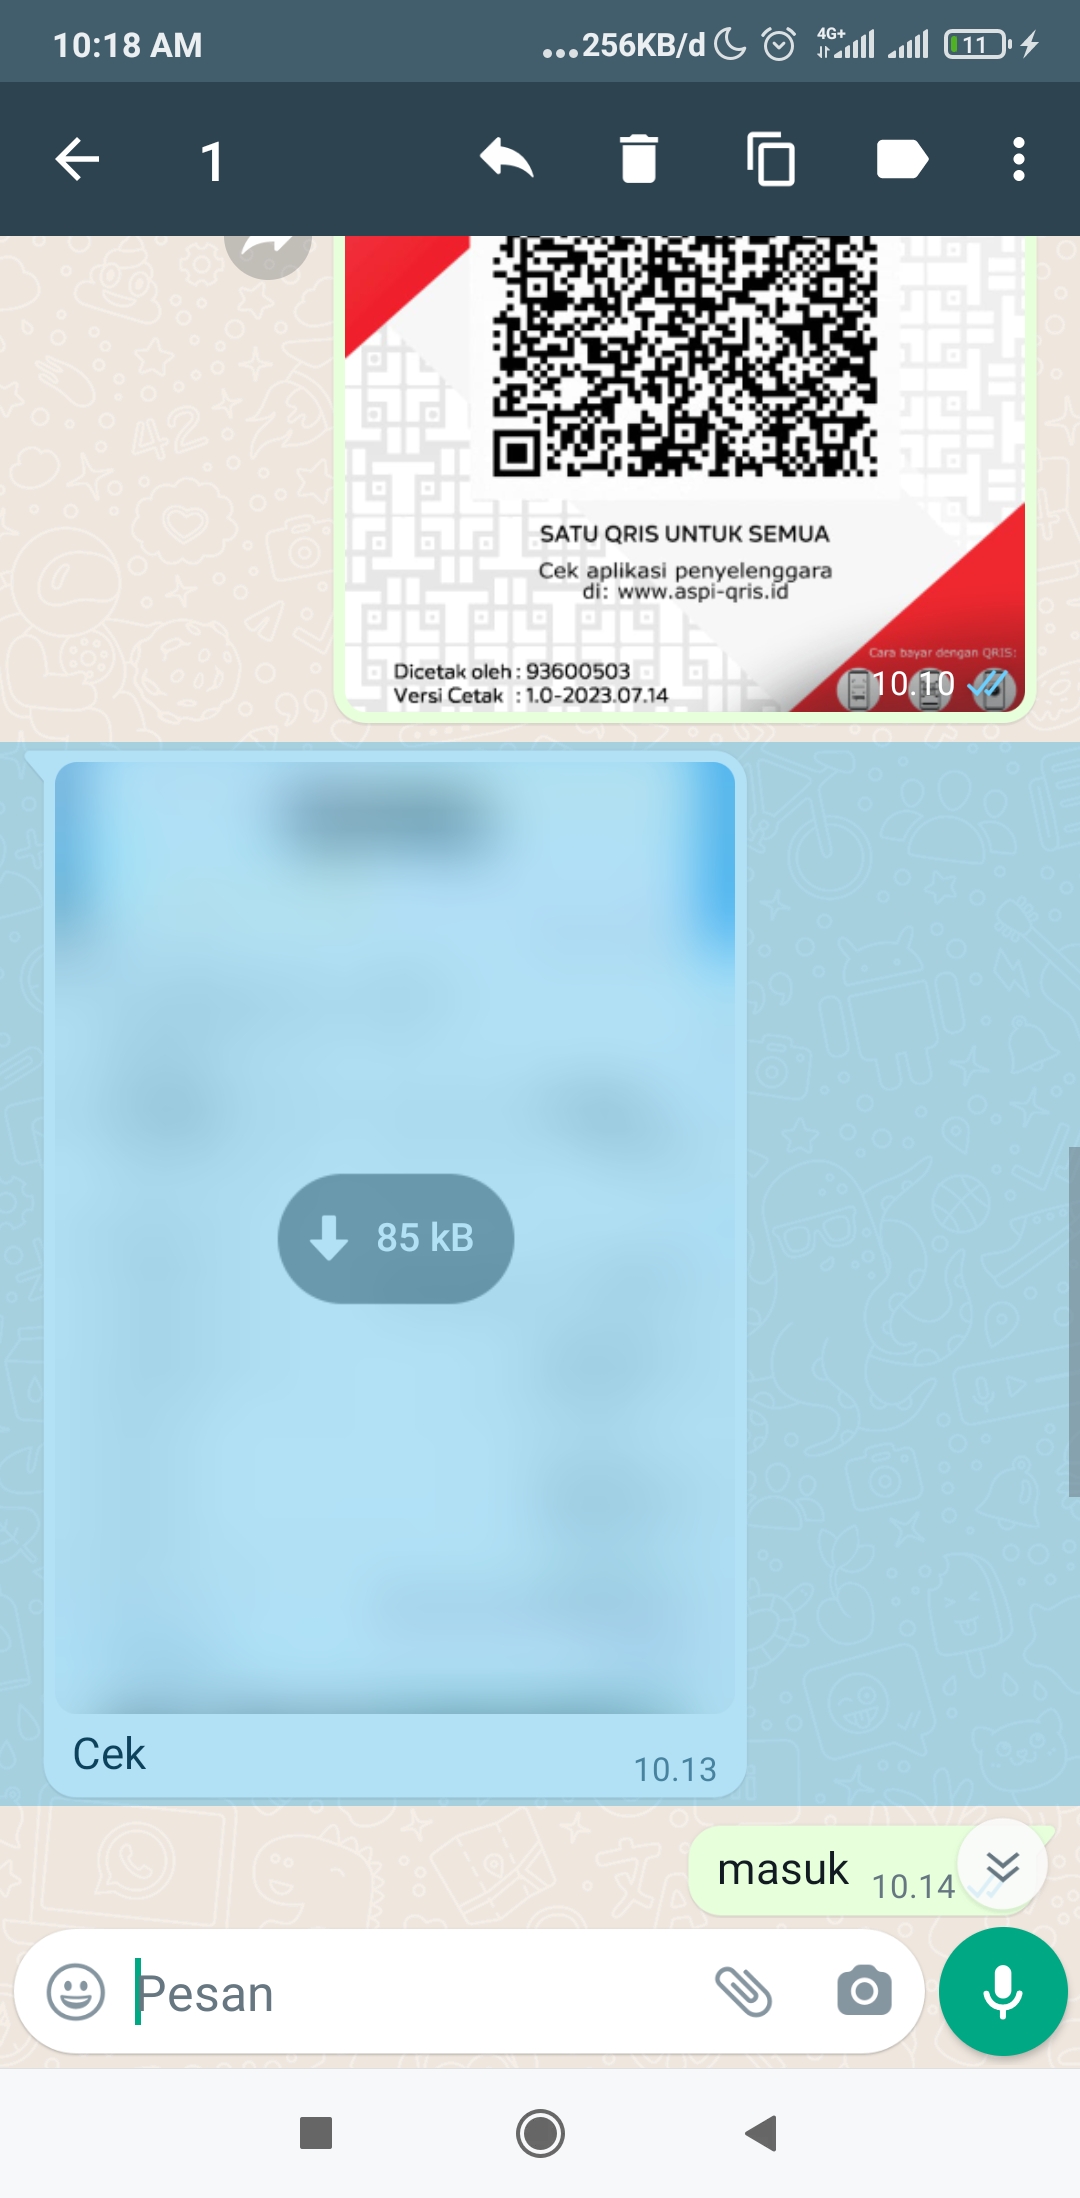 10:18 AM
...256KB/d
4G+
11
1
SATU QRIS UNTUK SEMUA
Cek aplikasi penyelenggara
di: www.aspi-qris.id
Cara bayar dengan QRIS:
Dicetak oleh : 93600503
Versi Cetak : 1.0-2023.07.14
10.10
85 kB
Cek
10.13
masuk
10.14
Pesan